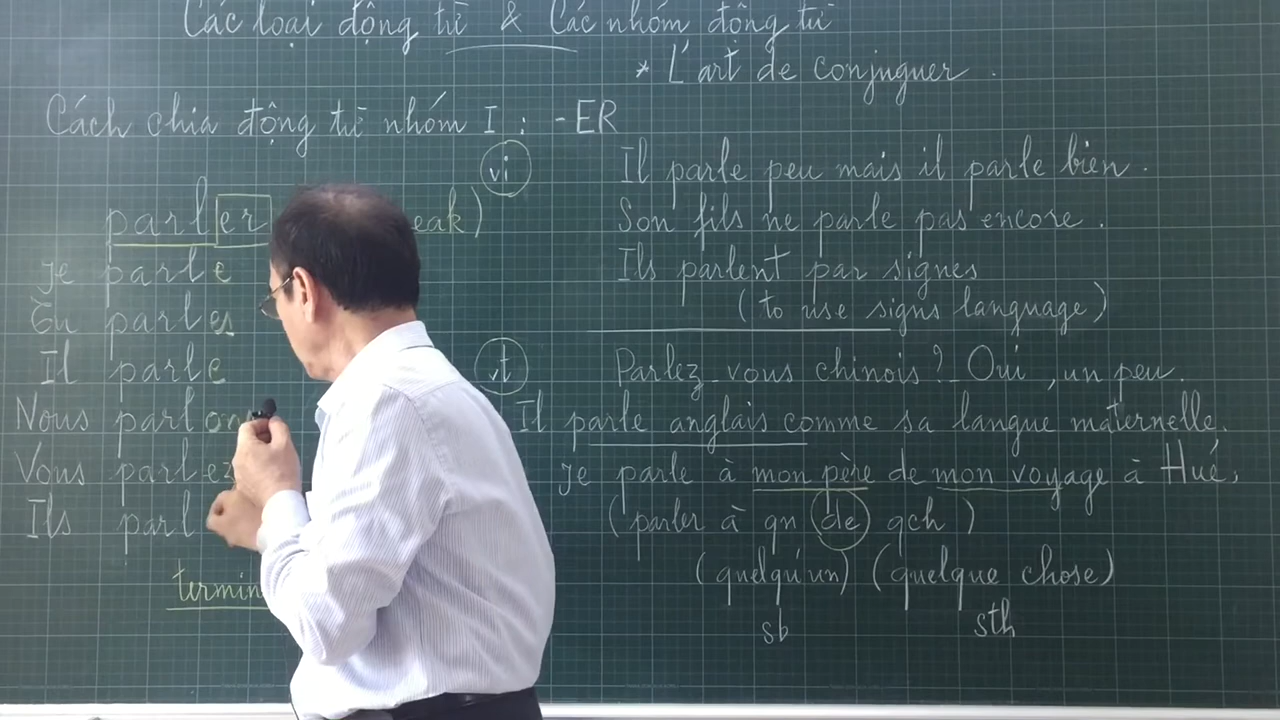 Các loại động từ & Các nhóm động từ
* L'art de conjuguer.
Cách chia động từ nhóm I : -ER
parler eak)
Je parle
Tu parles
Il parle
Nous parlon
Vous parlez
Ils parl
termin
vi
Il parle peu mais il parle bien.
Son fils ne parle pas encore.
Ils parlent par signes
(to use signs language)
vt
Parlez-vous chinois? Oui, un peu.
Il parle anglais comme sa langue maternelle.
Je parle à mon père de mon voyage à Hué.
(parler à qn de qch)
(quelqu'un) (quelque chose)
sb sth